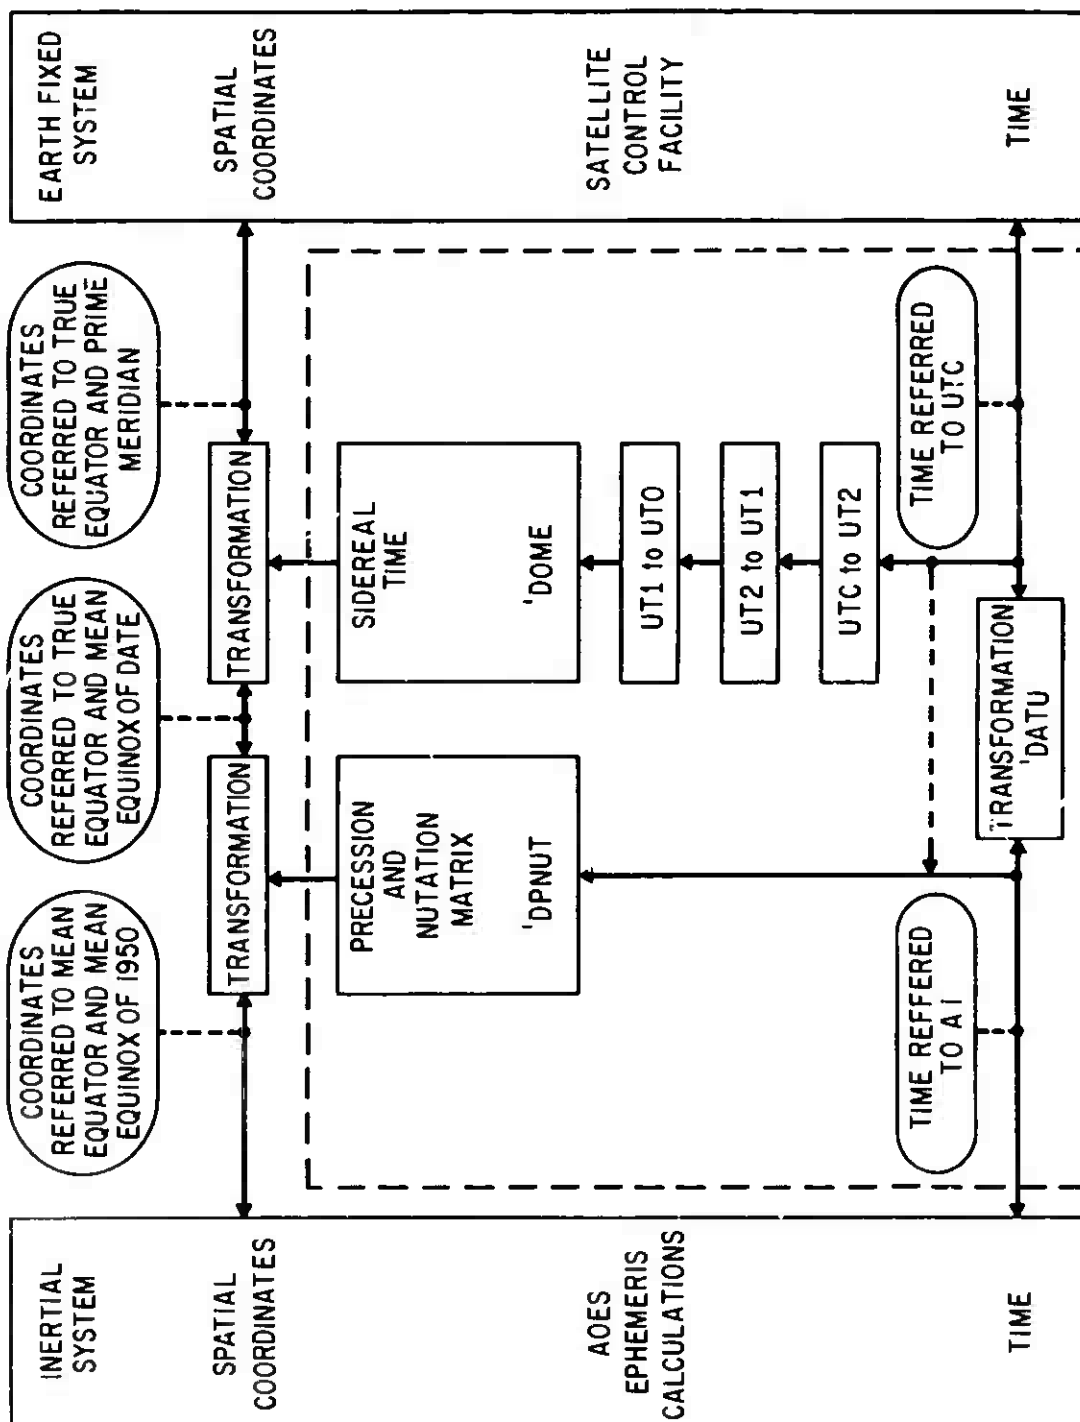 INERTIAL
SYSTEM
SPATIAL
COORDINATES
AOES
EPHEMERIS
CALCULATIONS
TIME
COORDINATES
REFERRED TO MEAN
EQUATOR AND MEAN
EQUINOX OF 1950
TRANSFORMATION
PRECESSION
AND
NUTATION
MATRIX
'DPNUT
TIME REFFERED
TO A1
COORDINATES
REFERRED TO TRUE
EQUATOR AND MEAN
EQUINOX OF DATE
TRANSFORMATION
'DATU
COORDINATES
REFERRED TO TRUE
EQUATOR AND PRIME
MERIDIAN
TRANSFORMATION
SIDEREAL
TIME
'DOME
UT1 to UT0
UT2 to UT1
UTC to UT2
TIME REFERRED
TO UTC
EARTH FIXED
SYSTEM
SPATIAL
COORDINATES
SATELLITE
CONTROL
FACILITY
TIME